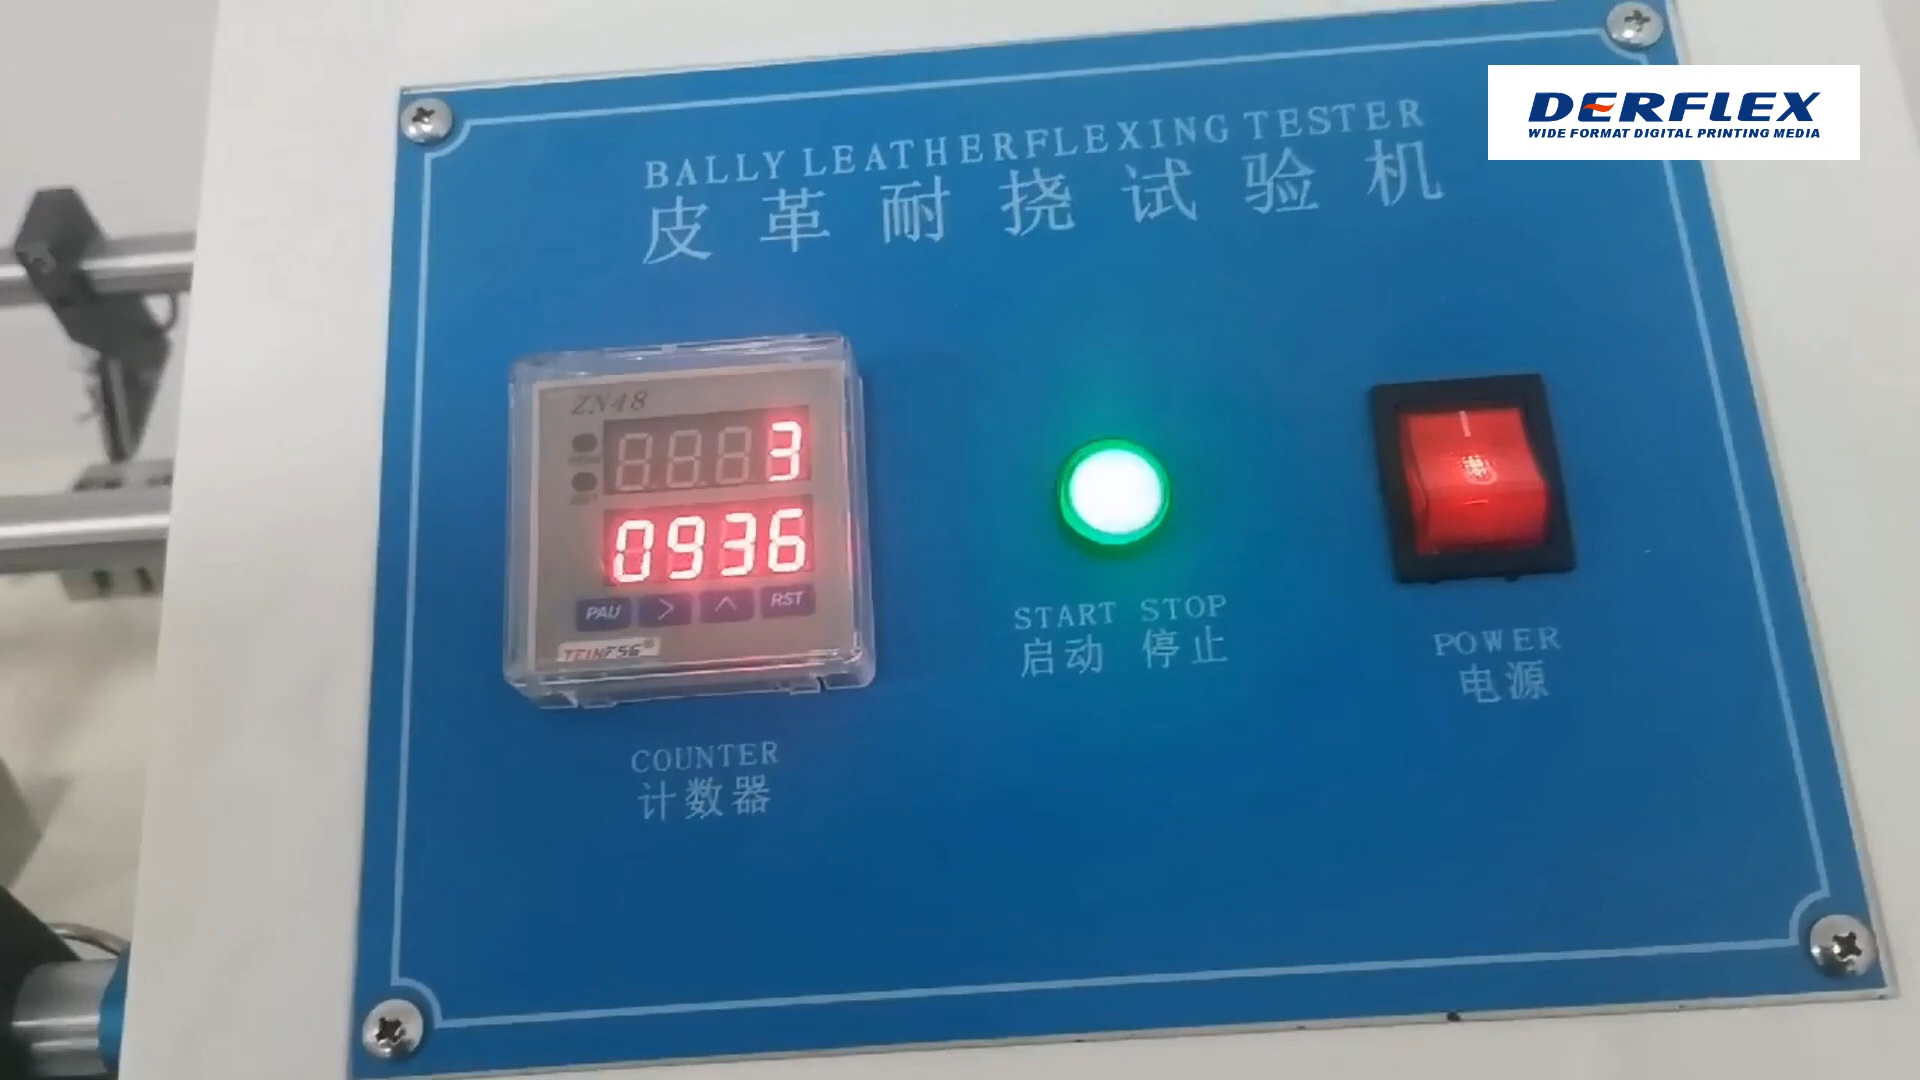 DERFLEX
WIDE FORMAT DIGITAL PRINTING MEDIA
BALLY LEATHERFLEXING TESTER
皮革耐挠试验机
ZN48
3
0936
PAU > ^ RST
START STOP
启动 停止
POWER
电源
COUNTER
计数器